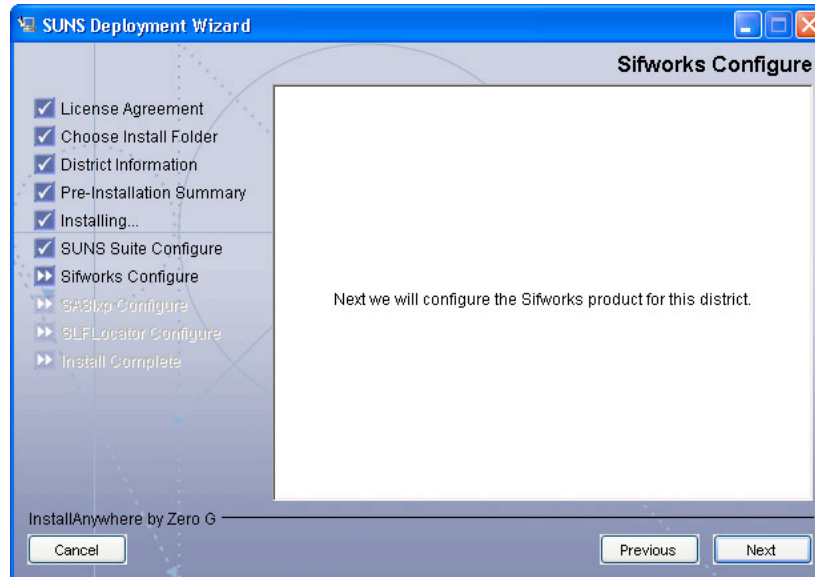 SUNS Deployment Wizard
Sifworks Configure
License Agreement
Choose Install Folder
District Information
Pre-Installation Summary
Installing...
SUNS Suite Configure
Sifworks Configure
SASIxp Configure
SLFLocator Configure
Install Complete
Next we will configure the Sifworks product for this district.
InstallAnywhere by Zero G
Cancel
Previous
Next